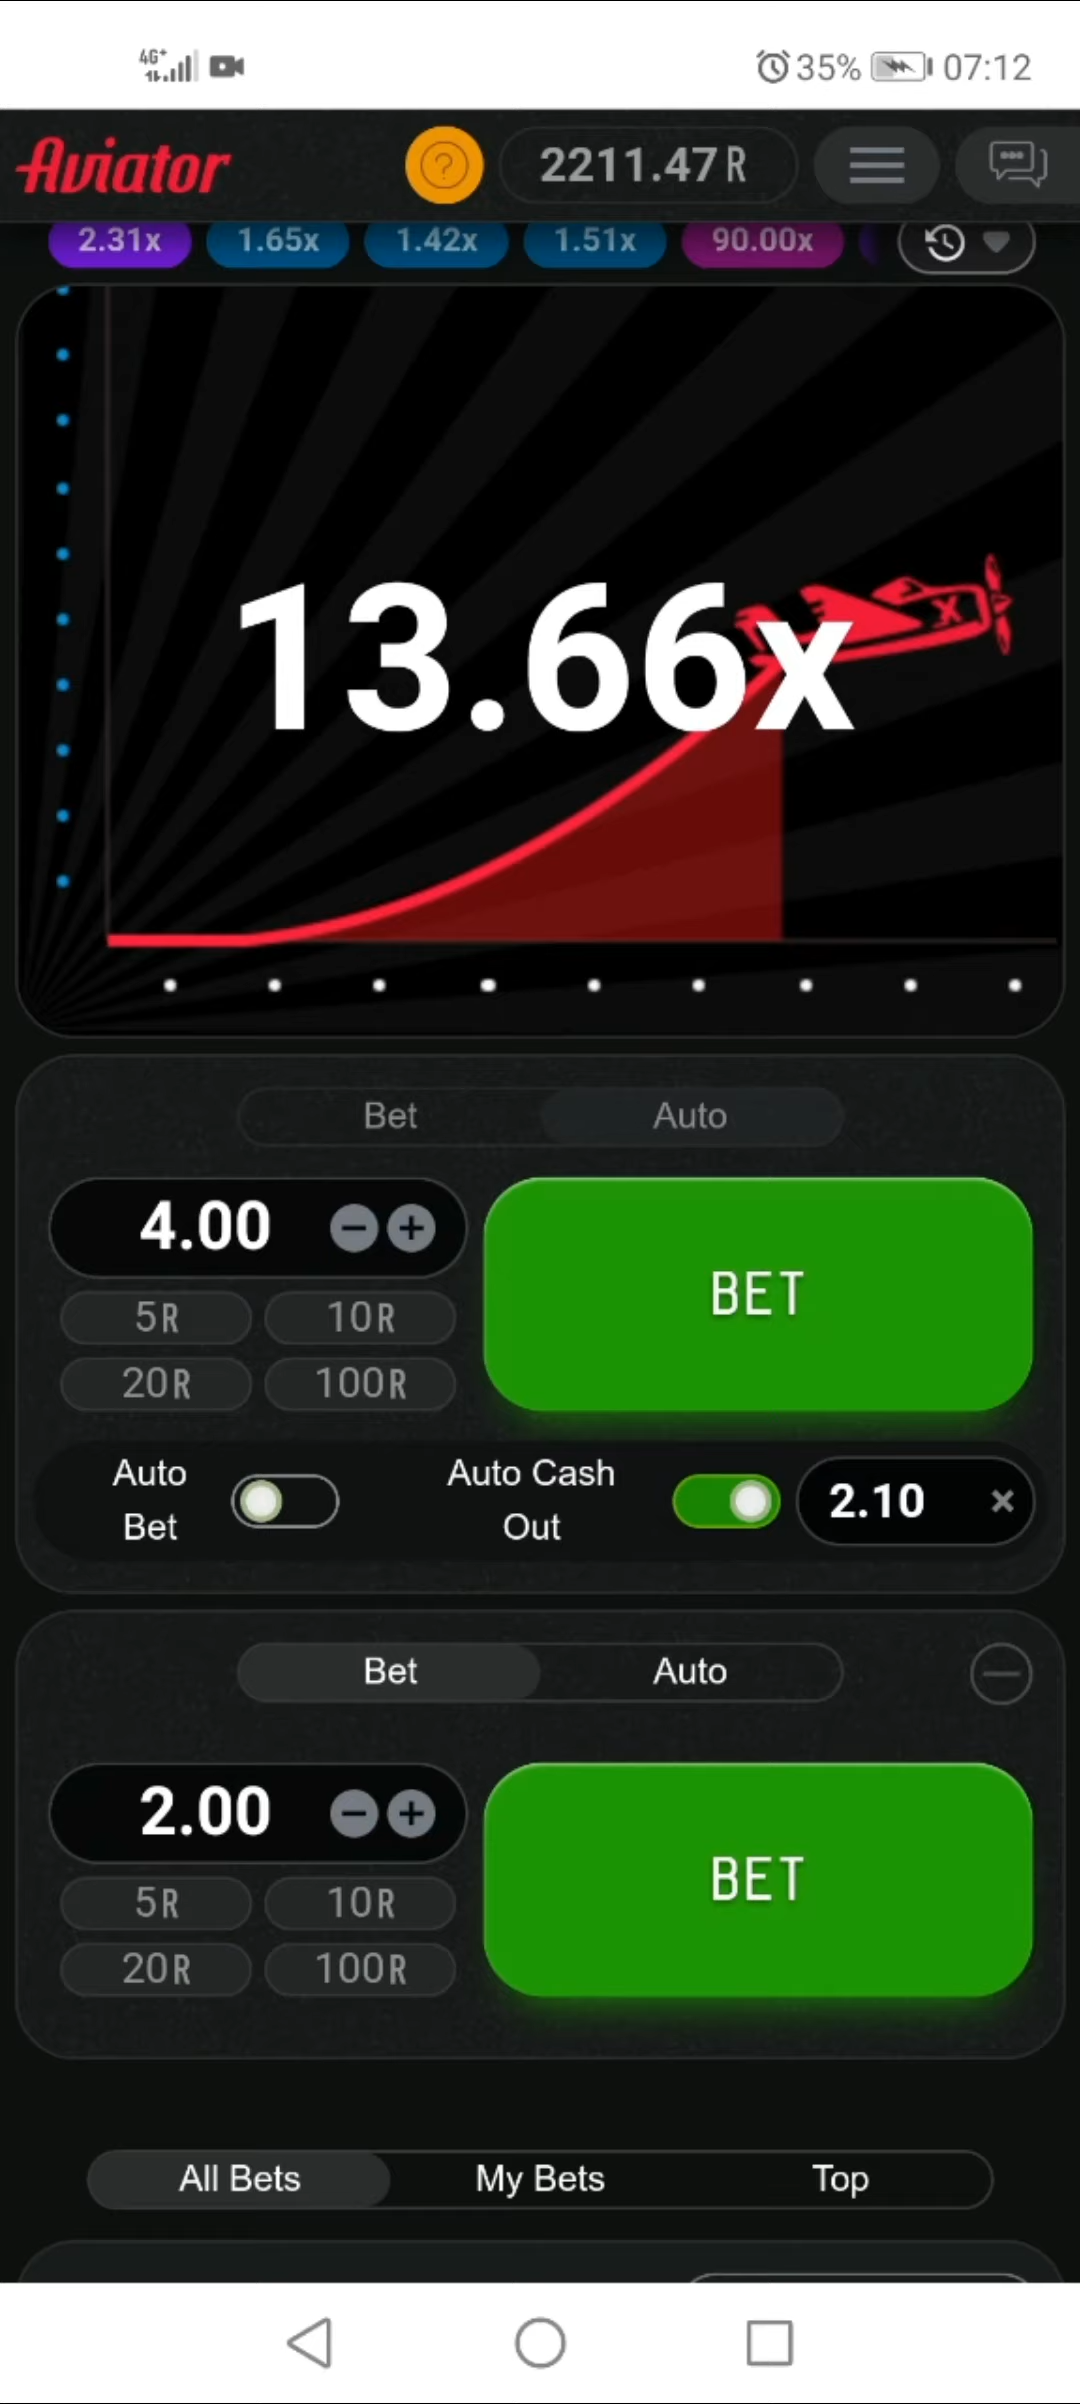 4G+ 35% 07:12
Aviator ? 2211.47 R
2.31x 1.65x 1.42x 1.51x 90.00x
13.66x
Bet Auto
4.00 − +
BET
5R 10R
20R 100R
Auto Bet
Auto Cash Out
2.10 ×
Bet Auto
2.00 − +
BET
5R 10R
20R 100R
All Bets My Bets Top